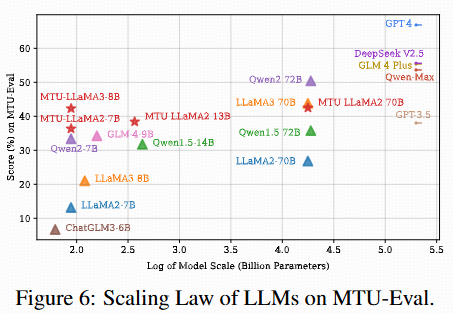 GPT4
60
DeepSeek V2.5
GLM 4 Plus
Qwen-Max
Qwen2 72B
50
MTU-LLaMA3-8B
LLaMA3 70B
MTU LLaMA2 70B
40
MTU-LLaMA2-7B
MTU LLaMA2 13B
GPT3.5
GLM-4-9B
Qwen1.5 72B
Qwen2-7B
Qwen1.5-14B
30
LLaMA2-70B
LLaMA3 8B
20
LLaMA2-7B
10
ChatGLM3-6B
Score (%) on MTU-Eval
2.0 2.5 3.0 3.5 4.0 4.5 5.0 5.5
Log of Model Scale (Billion Parameters)
Figure 6: Scaling Law of LLMs on MTU-Eval.